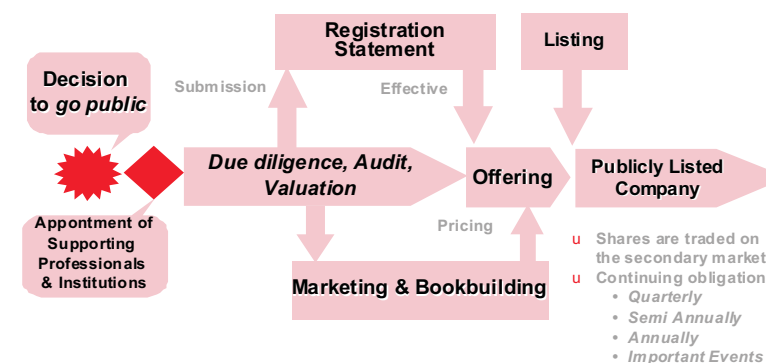 Registration
Statement
Listing
Decision
to go public
Submission
Effective
Due diligence, Audit,
Valuation
Offering
Publicly Listed
Company
Appontment of
Supporting
Professionals
& Institutions
Pricing
Marketing & Bookbuilding
u Shares are traded on
the secondary market
u Continuing obligation
• Quarterly
• Semi Annually
• Annually
• Important Events